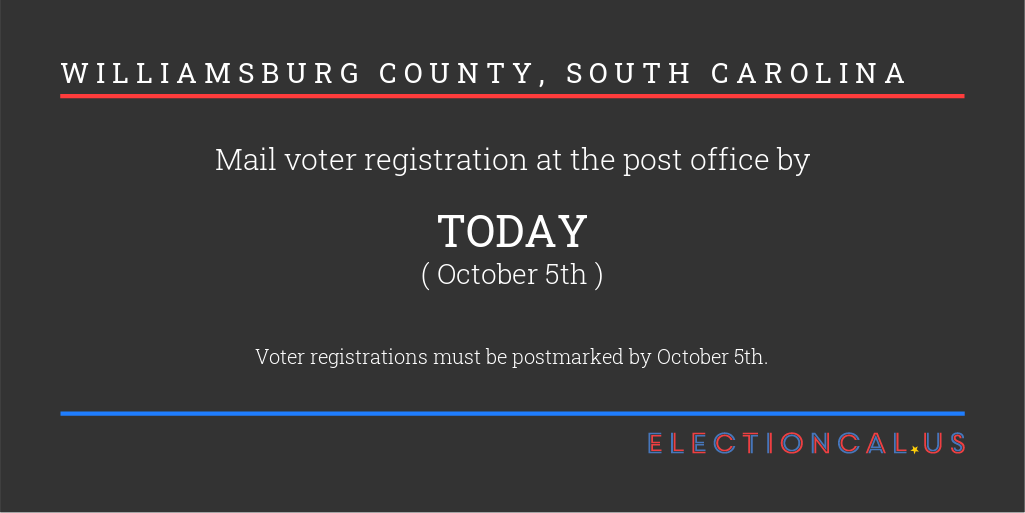 WILLIAMSBURG COUNTY, SOUTH CAROLINA
Mail voter registration at the post office by
TODAY
( October 5th )
Voter registrations must be postmarked by October 5th.
ELECTIONCAL.US